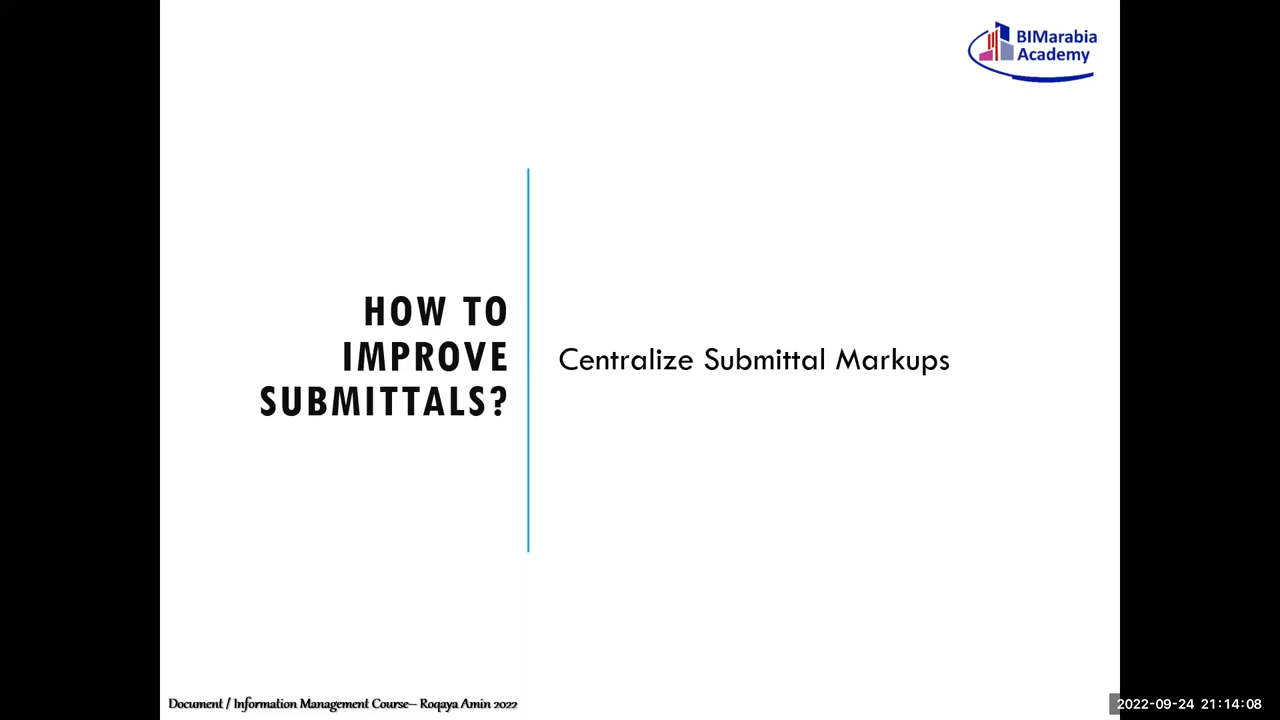 BIMarabia
Academy
HOW TO
IMPROVE
SUBMITTALS?
Centralize Submittal Markups
Document / Information Management Course– Roqaya Amin 2022
2022-09-24 21:14:08